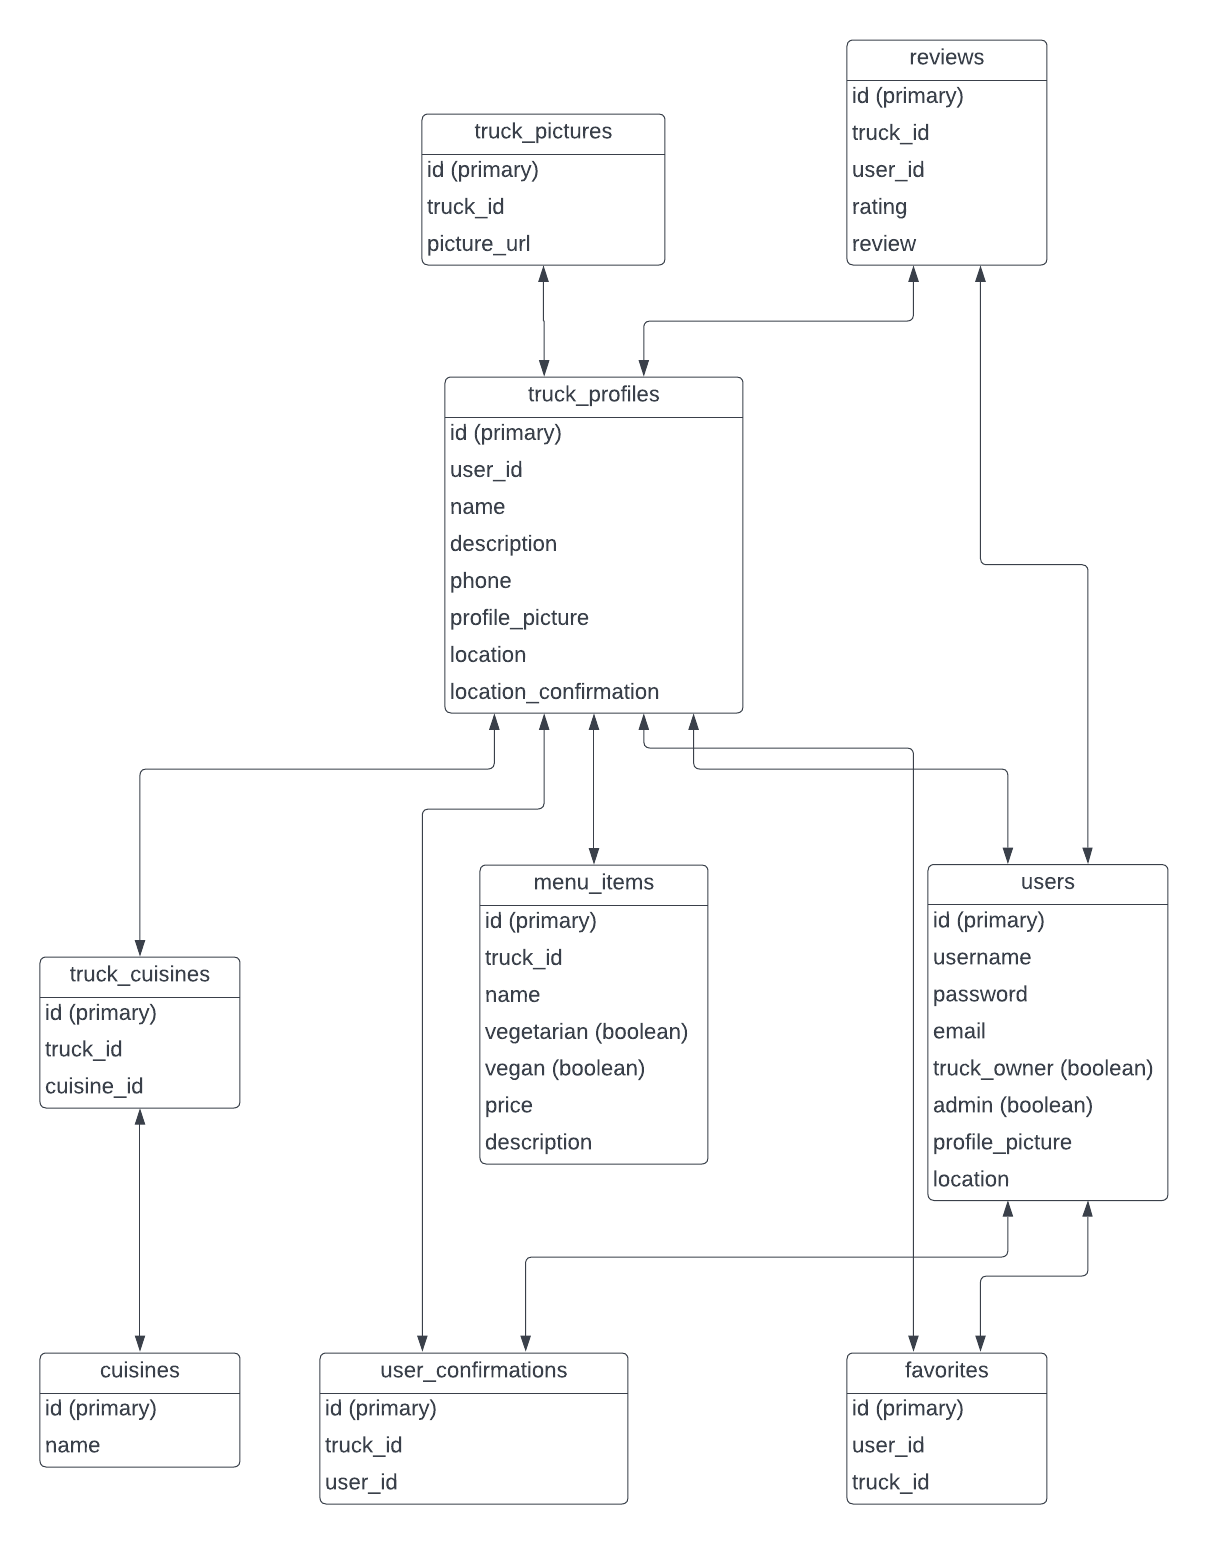 reviews
id (primary)
truck_id
user_id
rating
review
truck_pictures
id (primary)
truck_id
picture_url
truck_profiles
id (primary)
user_id
name
description
phone
profile_picture
location
location_confirmation
menu_items
id (primary)
truck_id
name
vegetarian (boolean)
vegan (boolean)
price
description
users
id (primary)
username
password
email
truck_owner (boolean)
admin (boolean)
profile_picture
location
truck_cuisines
id (primary)
truck_id
cuisine_id
cuisines
id (primary)
name
user_confirmations
id (primary)
truck_id
user_id
favorites
id (primary)
user_id
truck_id